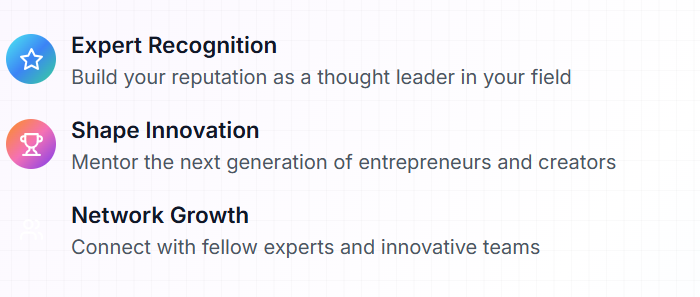 Expert Recognition
Build your reputation as a thought leader in your field
Shape Innovation
Mentor the next generation of entrepreneurs and creators
Network Growth
Connect with fellow experts and innovative teams